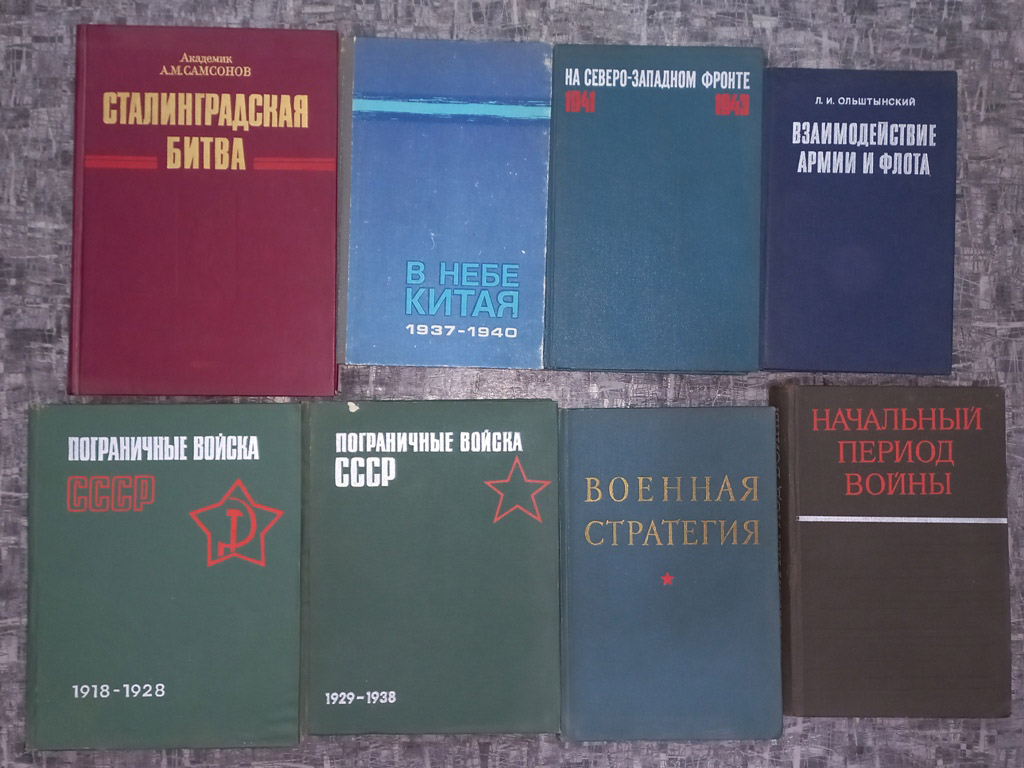 Академик
А.М.САМСОНОВ
СТАЛИНГРАДСКАЯ
БИТВА
В НЕБЕ
КИТАЯ
1937-1940
НА СЕВЕРО-ЗАПАДНОМ ФРОНТЕ
1941 1943
Л. И. ОЛЬШТЫНСКИЙ
ВЗАИМОДЕЙСТВИЕ
АРМИИ И ФЛОТА
ПОГРАНИЧНЫЕ ВОЙСКА
СССР
1918-1928
ПОГРАНИЧНЫЕ ВОЙСКА
СССР
1929-1938
ВОЕННАЯ
СТРАТЕГИЯ
НАЧАЛЬНЫЙ
ПЕРИОД
ВОЙНЫ